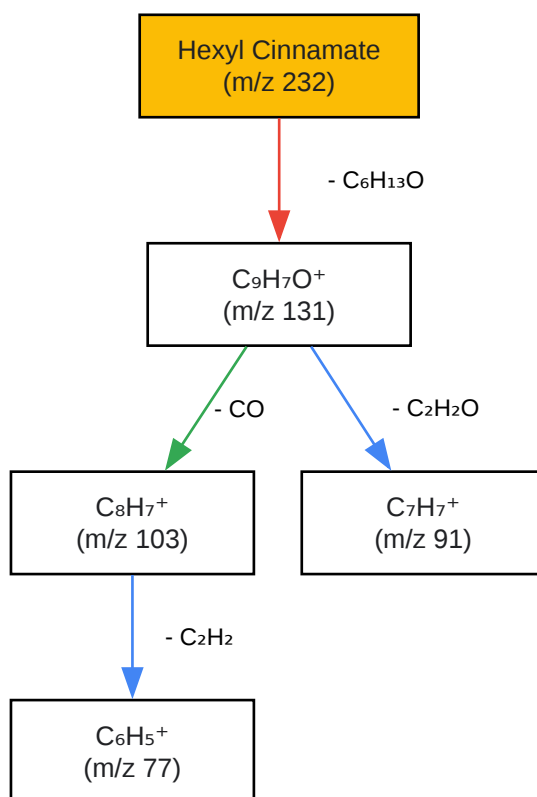 Hexyl Cinnamate
(m/z 232)
- C₆H₁₃O
C₉H₇O⁺
(m/z 131)
- CO
- C₂H₂O
C₈H₇⁺
(m/z 103)
C₇H₇⁺
(m/z 91)
- C₂H₂
C₆H₅⁺
(m/z 77)